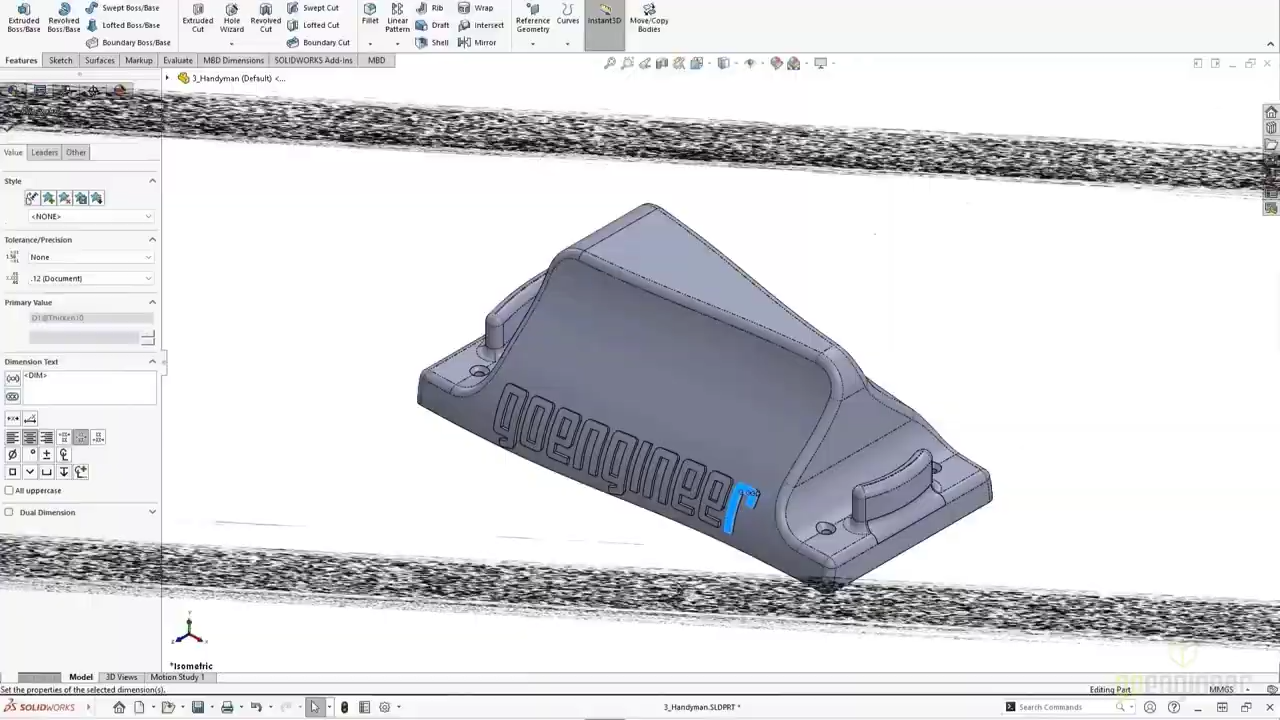 Extruded Boss/Base
Revolved Boss/Base
Swept Boss/Base
Lofted Boss/Base
Boundary Boss/Base
Extruded Cut
Hole Wizard
Revolved Cut
Swept Cut
Lofted Cut
Boundary Cut
Fillet
Linear Pattern
Rib
Draft
Shell
Wrap
Intersect
Mirror
Reference Geometry
Curves
Instant3D
Move/Copy Bodies
Features
Sketch
Surfaces
Markup
Evaluate
MBD Dimensions
SOLIDWORKS Add-Ins
MBD
3_Handyman (Default) <...
Value
Leaders
Other
Style
<NONE>
Tolerance/Precision
None
.12 (Document)
Primary Value
D1@Thicken10
Dimension Text
<DIM>
All uppercase
Dual Dimension
goengineer
*Isometric
Model
3D Views
Motion Study 1
Set the properties of the selected dimension(s).
Editing Part
MMGS
goengineer
SOLIDWORKS
3_Handyman.SLDPRT *
Search Commands